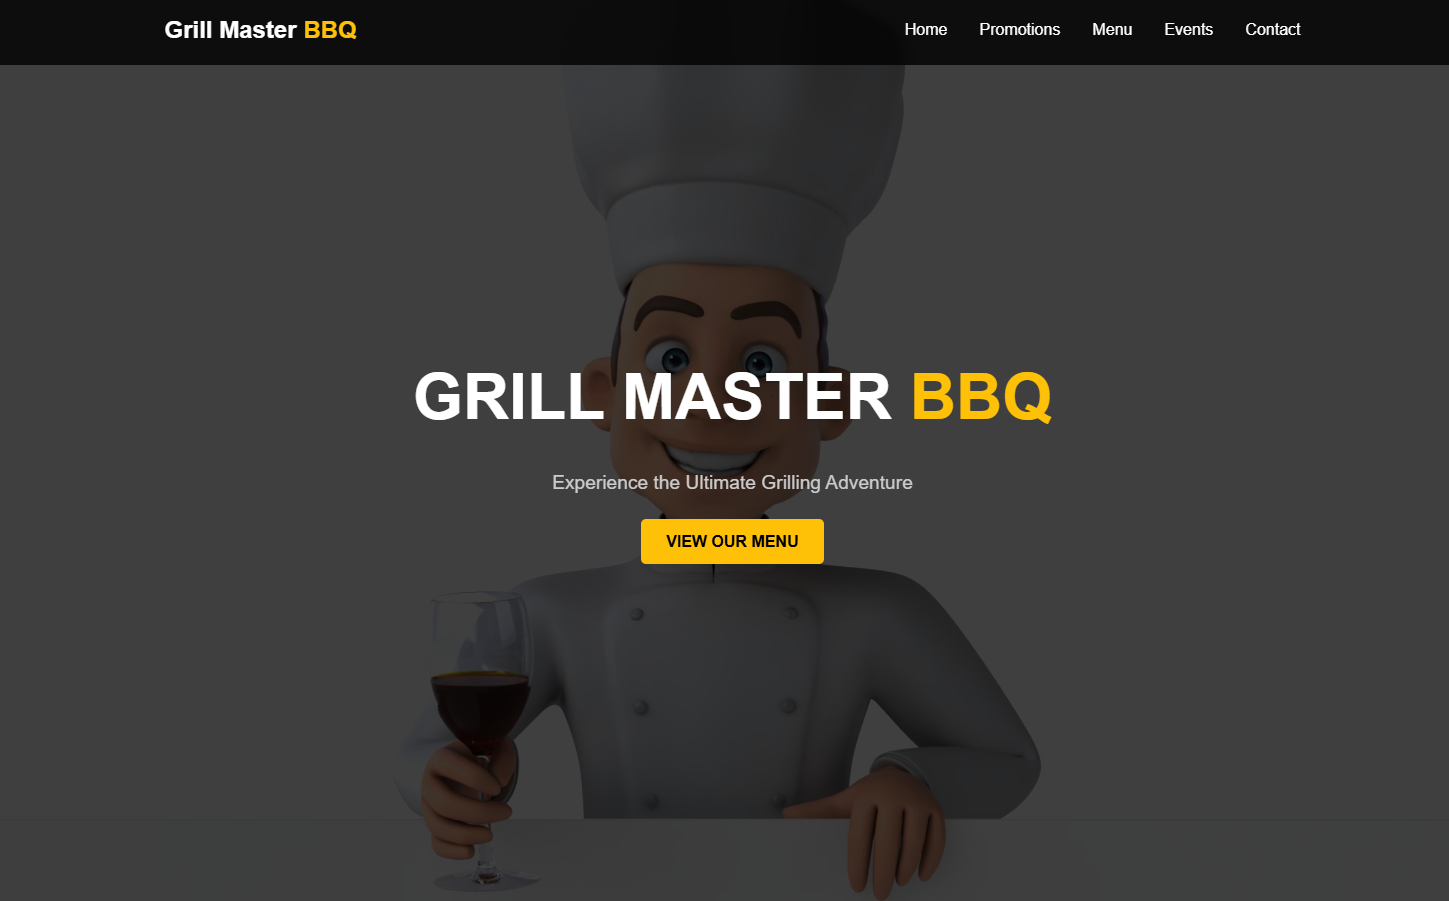 Grill Master BBQ
Home Promotions Menu Events Contact
GRILL MASTER BBQ
Experience the Ultimate Grilling Adventure
VIEW OUR MENU